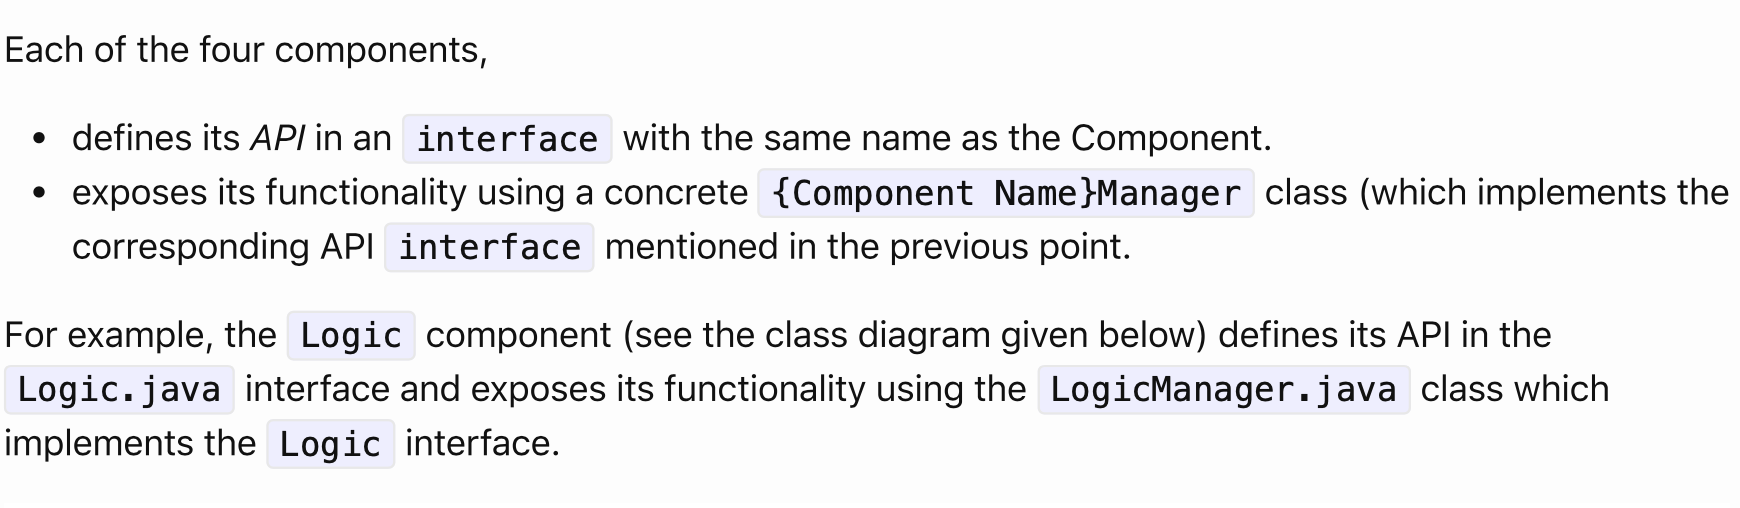 Each of the four components,
• defines its API in an interface with the same name as the Component.
• exposes its functionality using a concrete {Component Name}Manager class (which implements the
corresponding API interface mentioned in the previous point.
For example, the Logic component (see the class diagram given below) defines its API in the
Logic.java interface and exposes its functionality using the LogicManager.java class which
implements the Logic interface.